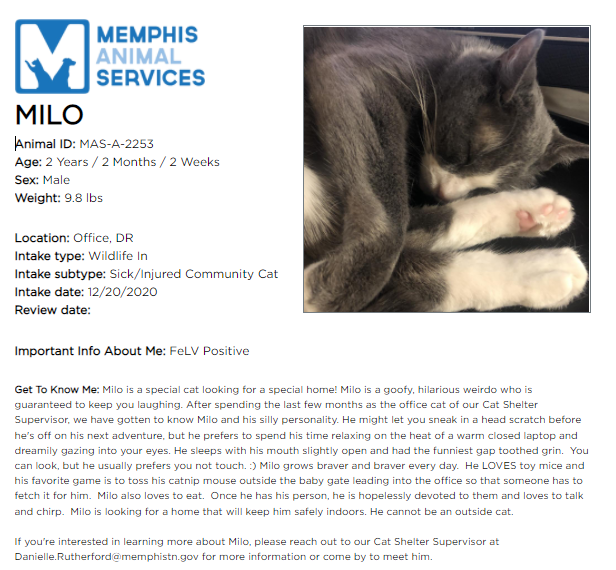 MEMPHIS
ANIMAL
SERVICES
MILO
Animal ID: MAS-A-2253
Age: 2 Years / 2 Months / 2 Weeks
Sex: Male
Weight: 9.8 lbs
Location: Office, DR
Intake type: Wildlife In
Intake subtype: Sick/Injured Community Cat
Intake date: 12/20/2020
Review date:
Important Info About Me: FeLV Positive
Get To Know Me: Milo is a special cat looking for a special home! Milo is a goofy, hilarious weirdo who is
guaranteed to keep you laughing. After spending the last few months as the office cat of our Cat Shelter
Supervisor, we have gotten to know Milo and his silly personality. He might let you sneak in a head scratch before
he's off on his next adventure, but he prefers to spend his time relaxing on the heat of a warm closed laptop and
dreamily gazing into your eyes. He sleeps with his mouth slightly open and had the funniest gap toothed grin. You
can look, but he usually prefers you not touch. :) Milo grows braver and braver every day. He LOVES toy mice and
his favorite game is to toss his catnip mouse outside the baby gate leading into the office so that someone has to
fetch it for him. Milo also loves to eat. Once he has his person, he is hopelessly devoted to them and loves to talk
and chirp. Milo is looking for a home that will keep him safely indoors. He cannot be an outside cat.
If you're interested in learning more about Milo, please reach out to our Cat Shelter Supervisor at
Danielle.Rutherford@memphistn.gov for more information or come by to meet him.